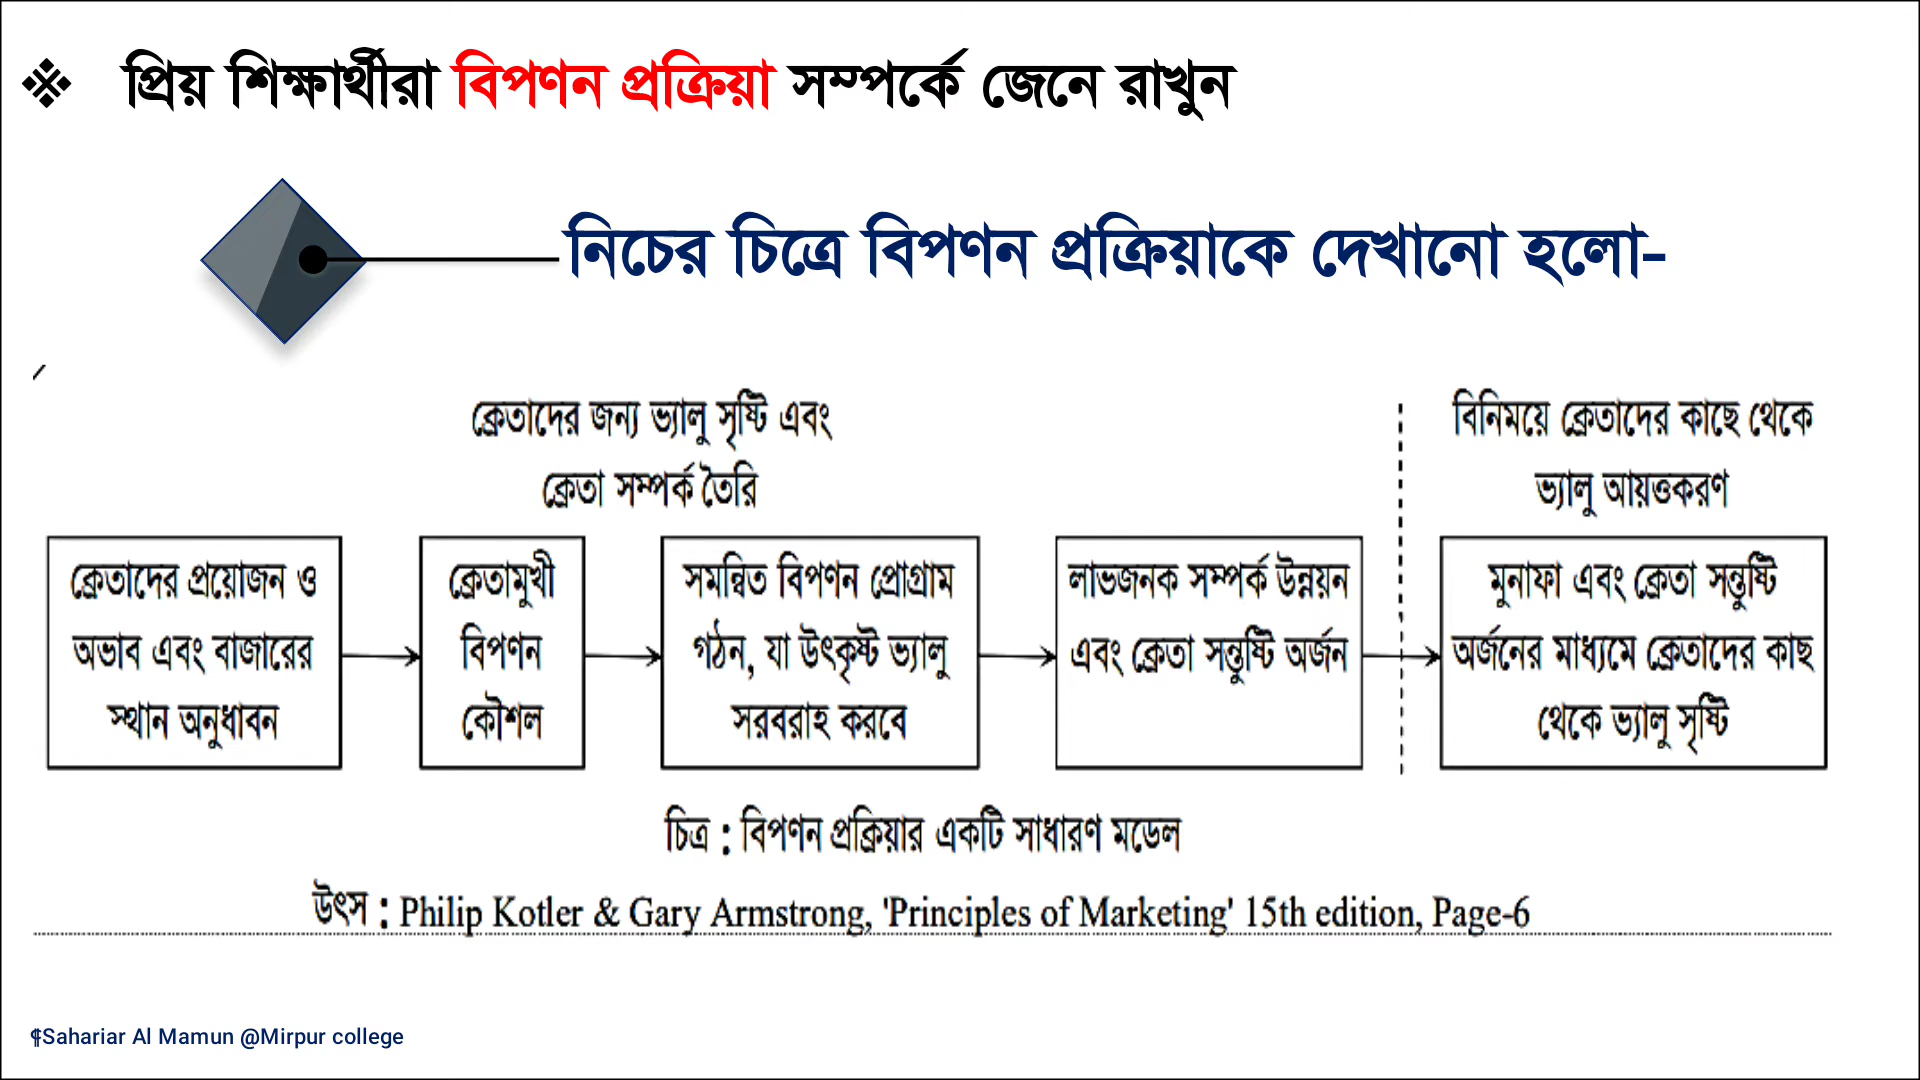 প্রিয় শিক্ষার্থীরা বিপণন প্রক্রিয়া সম্পর্কে জেনে রাখুন
নিচের চিত্রে বিপণন প্রক্রিয়াকে দেখানো হলো-
ক্রেতাদের জন্য ভ্যালু সৃষ্টি এবং
ক্রেতা সম্পর্ক তৈরি
বিনিময়ে ক্রেতাদের কাছে থেকে
ভ্যালু আয়ত্তকরণ
ক্রেতাদের প্রয়োজন ও
অভাব এবং বাজারের
স্থান অনুধাবন
ক্রেতামুখী
বিপণন
কৌশল
সমন্বিত বিপণন প্রোগ্রাম
গঠন, যা উৎকৃষ্ট ভ্যালু
সরবরাহ করবে
লাভজনক সম্পর্ক উন্নয়ন
এবং ক্রেতা সন্তুষ্টি অর্জন
মুনাফা এবং ক্রেতা সন্তুষ্টি
অর্জনের মাধ্যমে ক্রেতাদের কাছ
থেকে ভ্যালু সৃষ্টি
চিত্র : বিপণন প্রক্রিয়ার একটি সাধারণ মডেল
উৎস : Philip Kotler & Gary Armstrong, 'Principles of Marketing' 15th edition, Page-6
¶Sahariar Al Mamun @Mirpur college